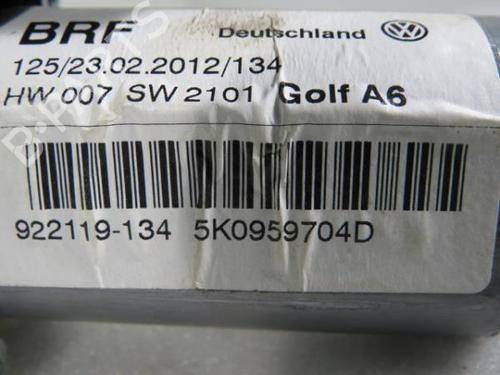 BRF Deutschland
125/23.02.2012/134
HW 007 SW 2101 Golf A6
922119-134 5K0959704D